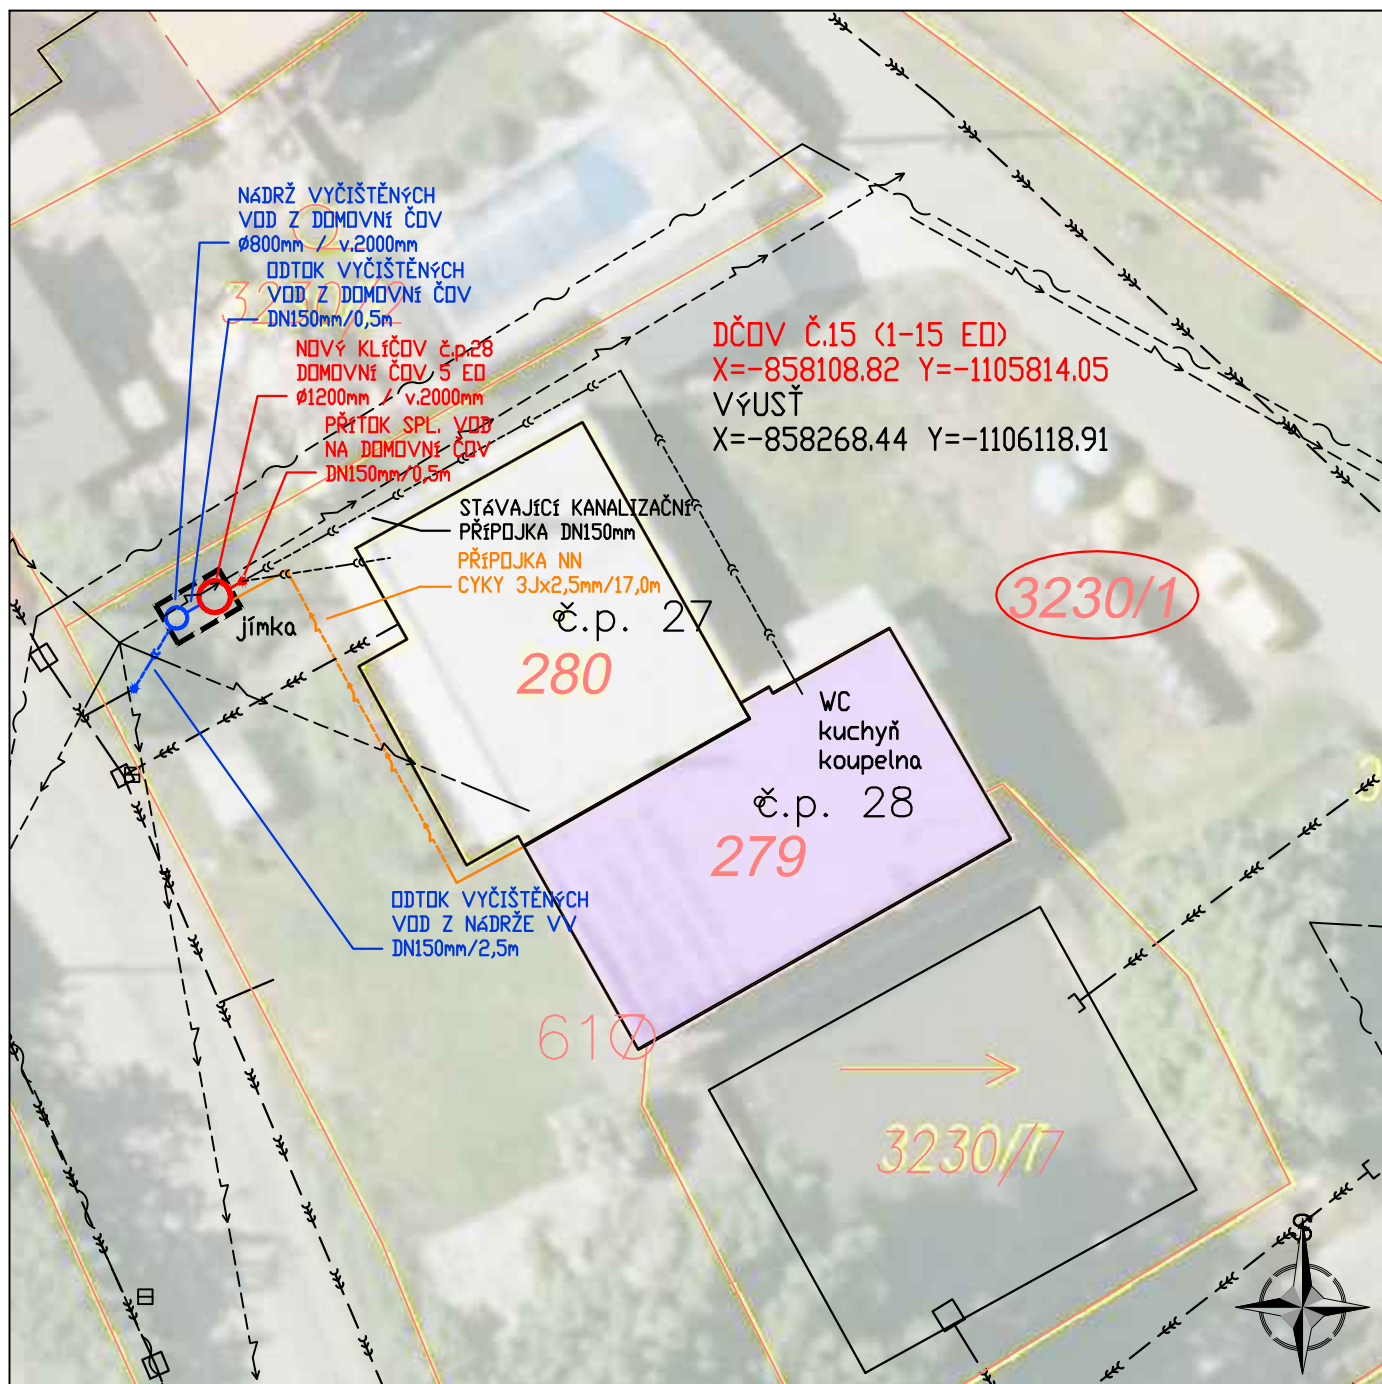 NÁDRŽ VYČIŠTĚNÝCH
VOD Z DOMOVNÍ ČOV
Ø800mm / v.2000mm
ODTOK VYČIŠTĚNÝCH
VOD Z DOMOVNÍ ČOV
DN150mm/0,5m
NOVÝ KLÍČOV č.p.28
DOMOVNÍ ČOV 5 EO
Ø1200mm / v.2000mm
PŘÍTOK SPL. VOD
NA DOMOVNÍ ČOV
DN150mm/0,5m
DČOV Č.15 (1-15 EO)
X=-858108.82 Y=-1105814.05
VÝUSŤ
X=-858268.44 Y=-1106118.91
STÁVAJÍCÍ KANALIZAČNÍ
PŘÍPOJKA DN150mm
PŘÍPOJKA NN
CYKY 3Jx2,5mm/17,0m
3230/1
č.p. 27
jímka
280
WC
kuchyň
koupelna
č.p. 28
279
ODTOK VYČIŠTĚNÝCH
VOD Z NÁDRŽE VV
DN150mm/2,5m
617
3230/7
S